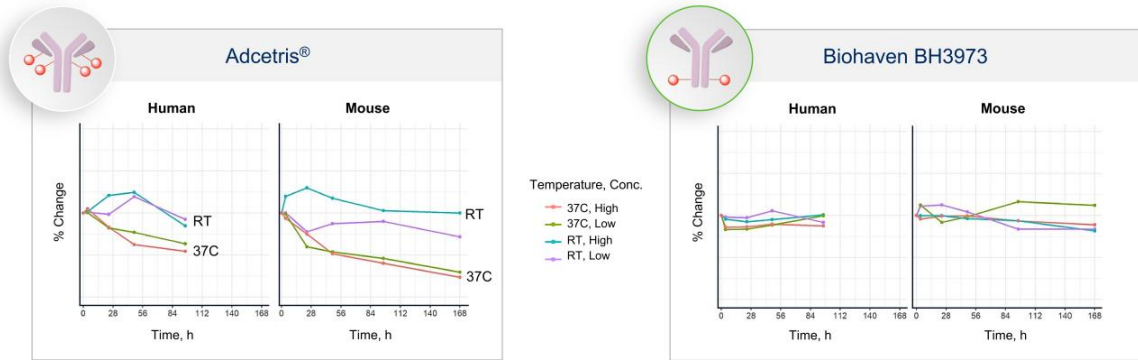 Adcetris®
Human
Mouse
% Change
RT
37C
RT
37C
0 28 56 84 112 140 168
0 28 56 84 112 140 168
Time, h
Time, h
Temperature, Conc.
37C, High
37C, Low
RT, High
RT, Low
Biohaven BH3973
Human
Mouse
% Change
0 28 56 84 112 140 168
0 28 56 84 112 140 168
Time, h
Time, h